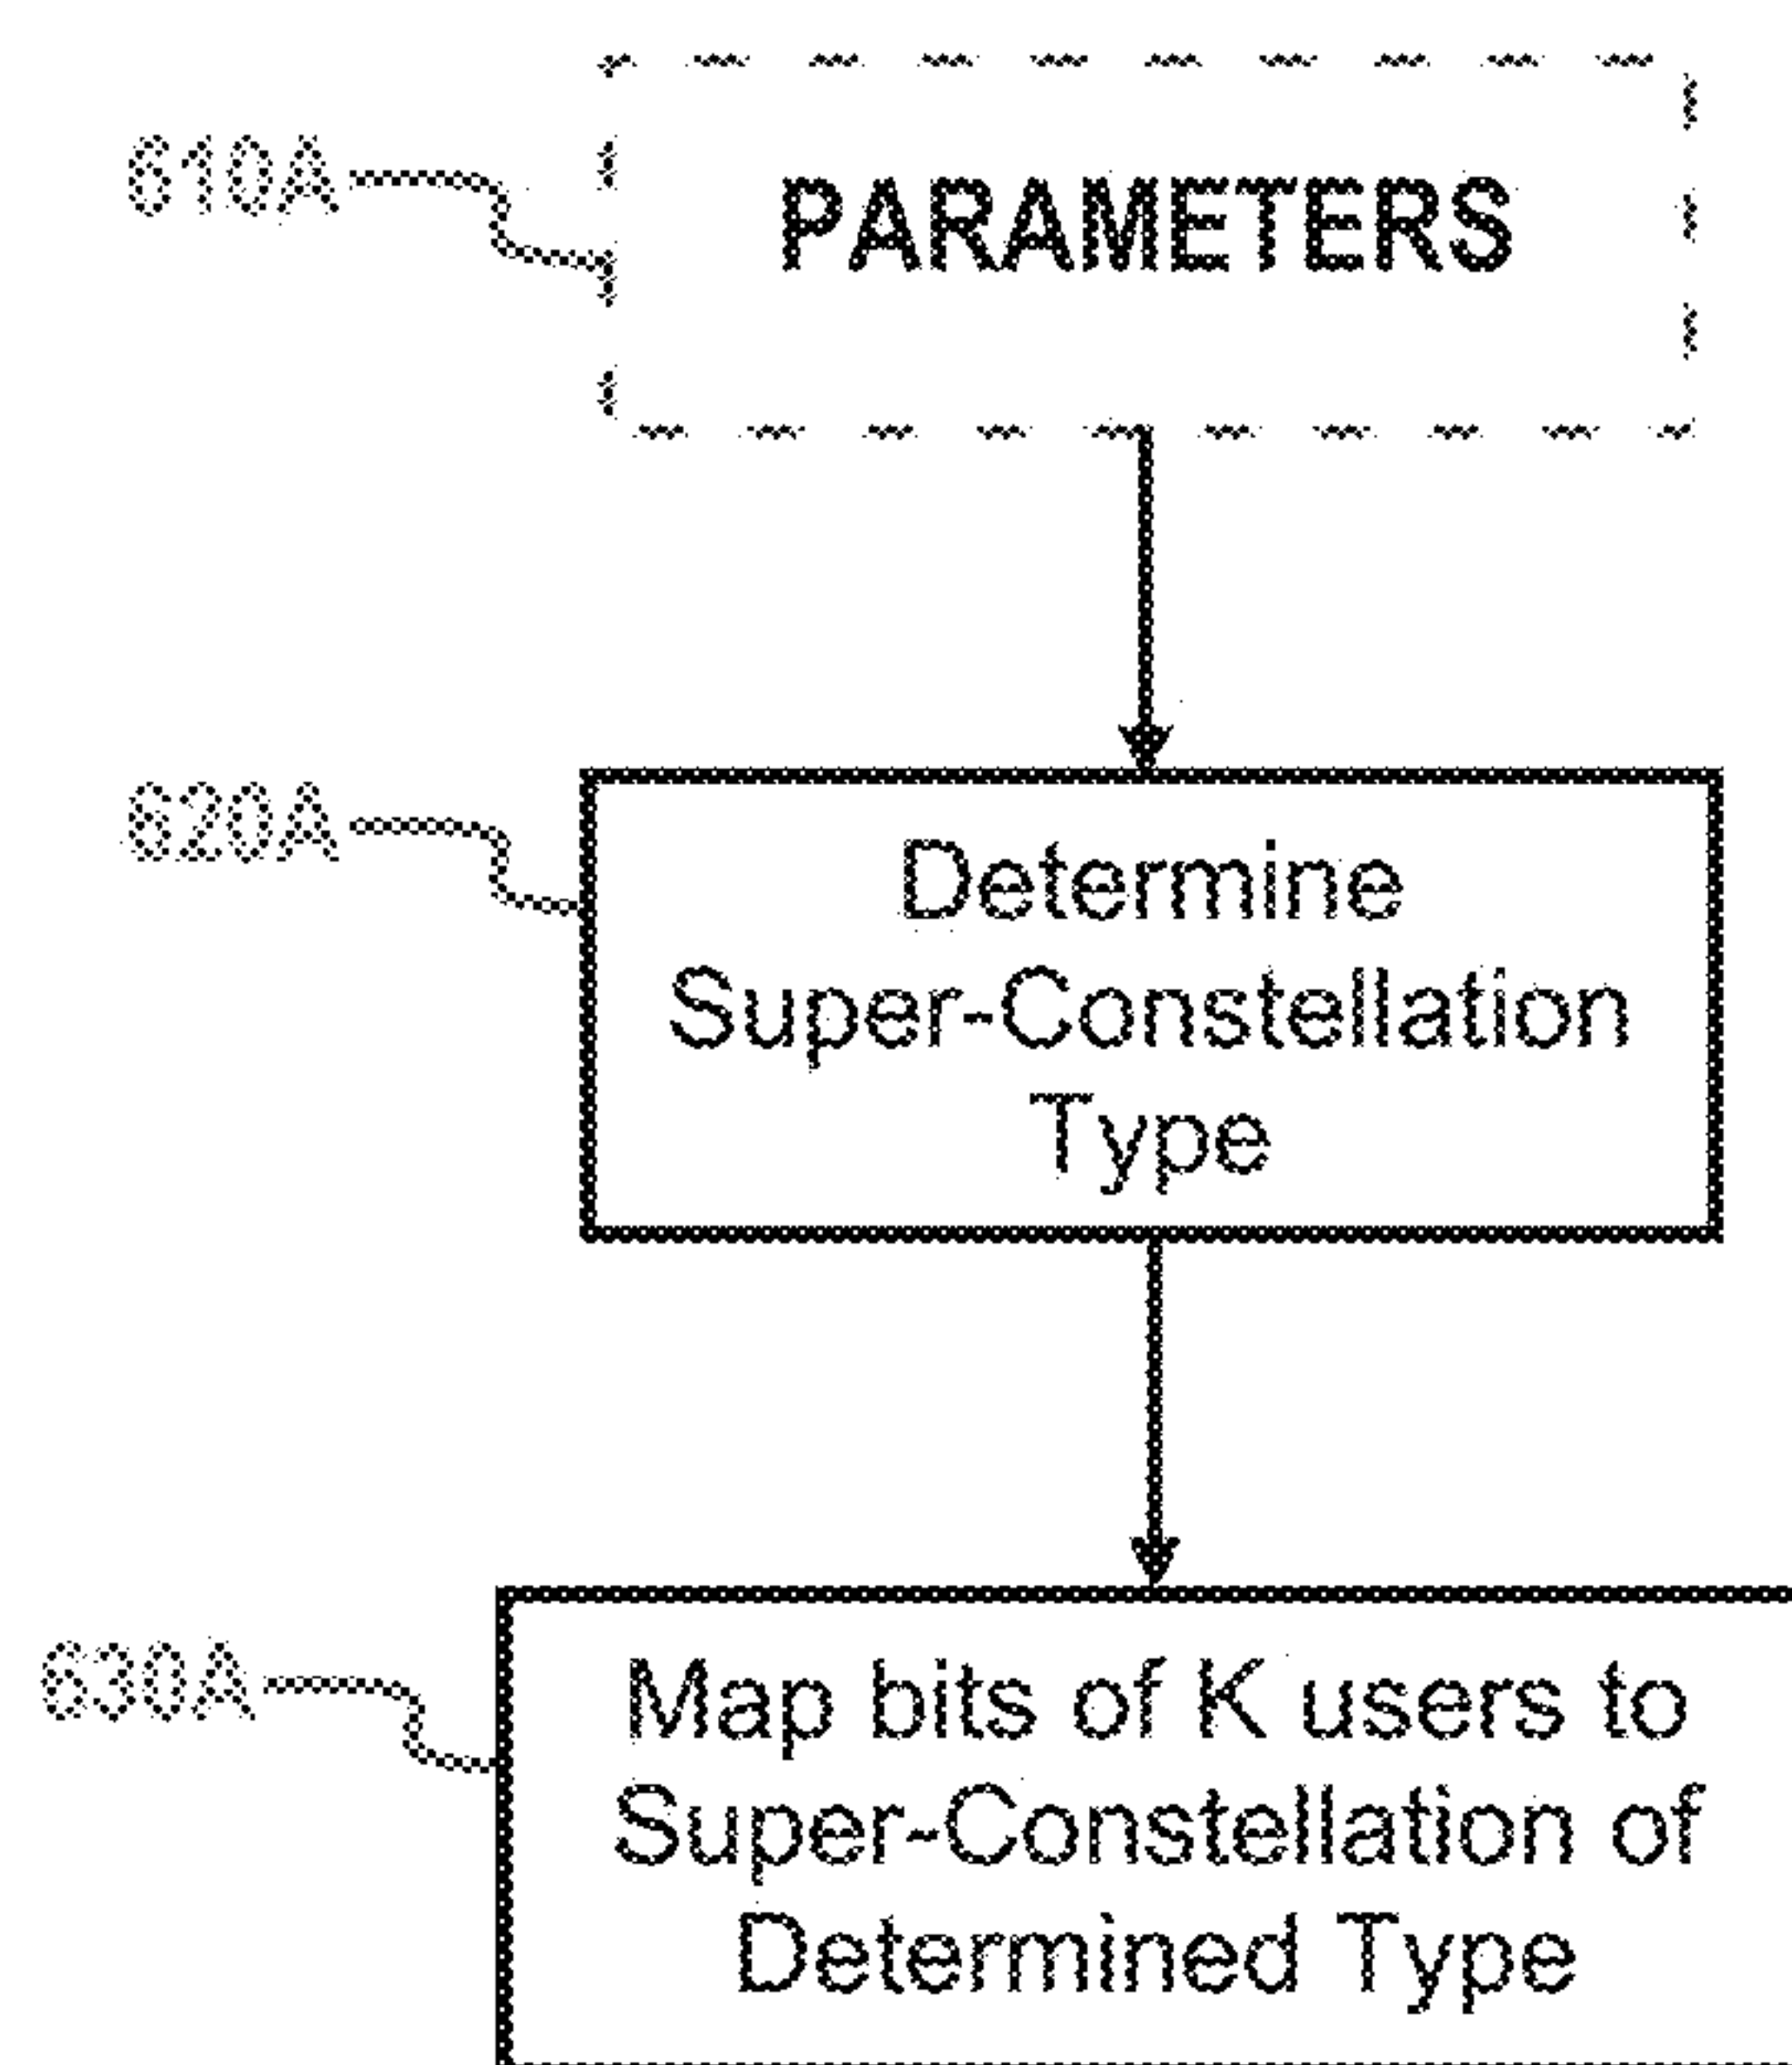 610A
PARAMETERS
620A
Determine
Super-Constellation
Type
630A
Map bits of K users to
Super-Constellation of
Determined Type